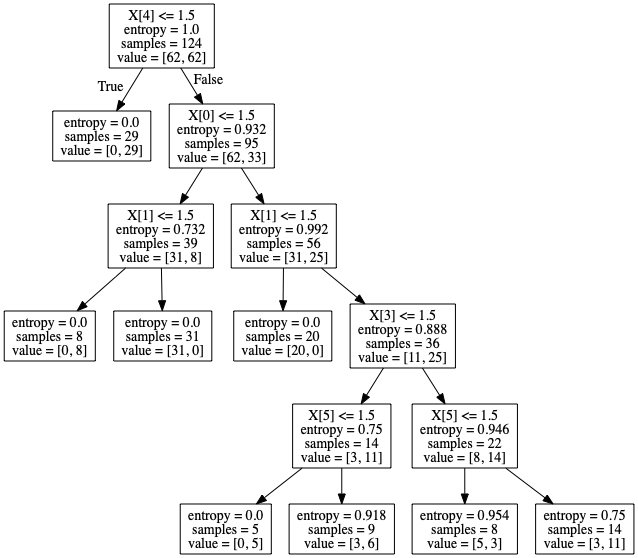 X[4] <= 1.5
entropy = 1.0
samples = 124
value = [62, 62]
True
False
entropy = 0.0
samples = 29
value = [0, 29]
X[0] <= 1.5
entropy = 0.932
samples = 95
value = [62, 33]
X[1] <= 1.5
entropy = 0.732
samples = 39
value = [31, 8]
X[1] <= 1.5
entropy = 0.992
samples = 56
value = [31, 25]
entropy = 0.0
samples = 8
value = [0, 8]
entropy = 0.0
samples = 31
value = [31, 0]
entropy = 0.0
samples = 20
value = [20, 0]
X[3] <= 1.5
entropy = 0.888
samples = 36
value = [11, 25]
X[5] <= 1.5
entropy = 0.75
samples = 14
value = [3, 11]
X[5] <= 1.5
entropy = 0.946
samples = 22
value = [8, 14]
entropy = 0.0
samples = 5
value = [0, 5]
entropy = 0.918
samples = 9
value = [3, 6]
entropy = 0.954
samples = 8
value = [5, 3]
entropy = 0.75
samples = 14
value = [3, 11]